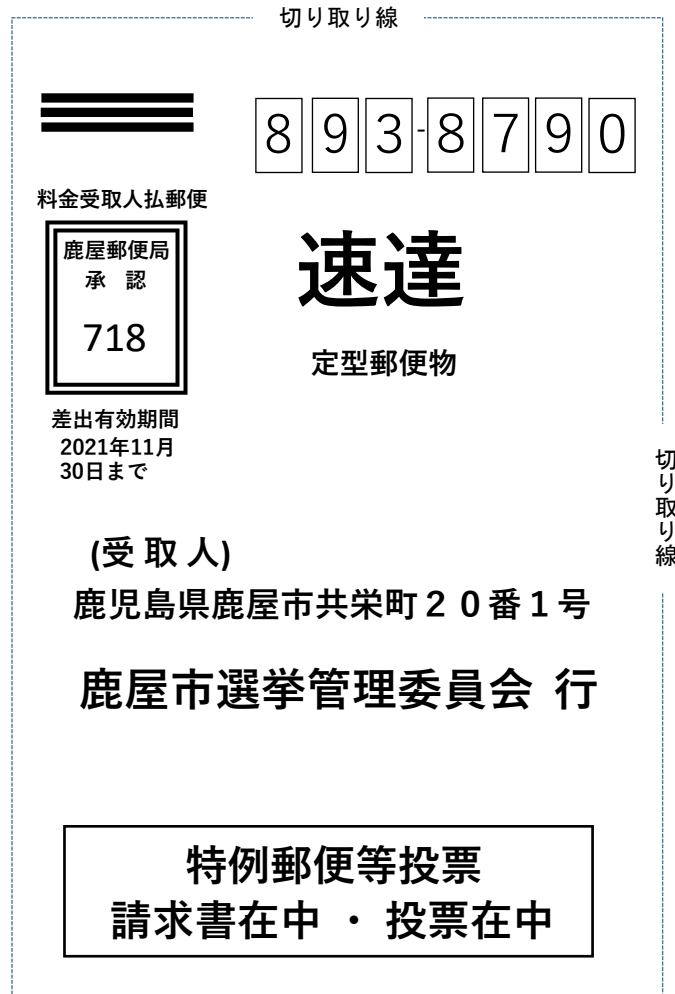 切り取り線
893-8790
料金受取人払郵便
鹿屋郵便局
承 認
718
速達
定型郵便物
差出有効期間
2021年11月
30日まで
切り取り線
(受 取 人)
鹿児島県鹿屋市共栄町２０番１号
鹿屋市選挙管理委員会 行
特例郵便等投票
請求書在中 ・ 投票在中